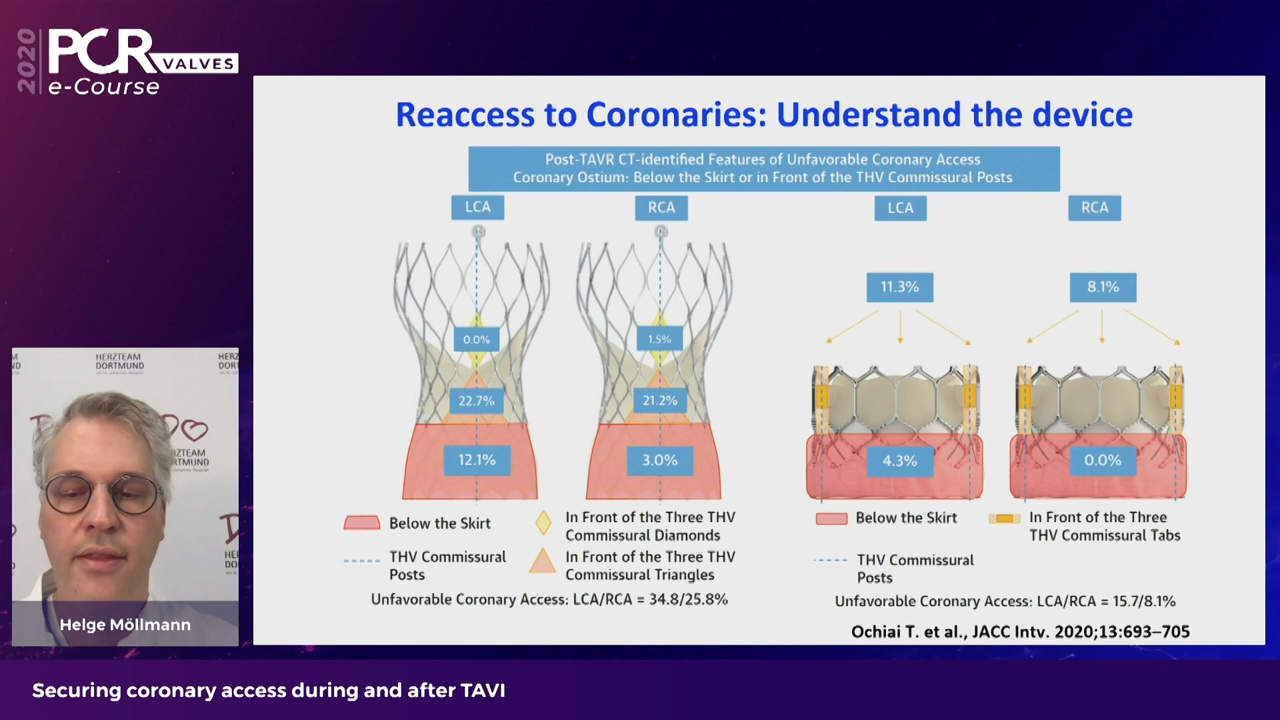 2020
PCR
VALVES
e-Course
Reaccess to Coronaries: Understand the device
Post-TAVR CT-identified Features of Unfavorable Coronary Access
Coronary Ostium: Below the Skirt or in Front of the THV Commissural Posts
LCA
RCA
LCA
RCA
11.3%
8.1%
0.0%
1.5%
22.7%
21.2%
12.1%
3.0%
4.3%
0.0%
Below the Skirt
In Front of the Three THV
Commissural Diamonds
THV Commissural
Posts
In Front of the Three THV
Commissural Triangles
Unfavorable Coronary Access: LCA/RCA = 34.8/25.8%
Below the Skirt
In Front of the Three
THV Commissural Tabs
THV Commissural
Posts
Unfavorable Coronary Access: LCA/RCA = 15.7/8.1%
Ochiai T. et al., JACC Intv. 2020;13:693–705
HERZTEAM
DORTMUND
Helge Möllmann
Securing coronary access during and after TAVI